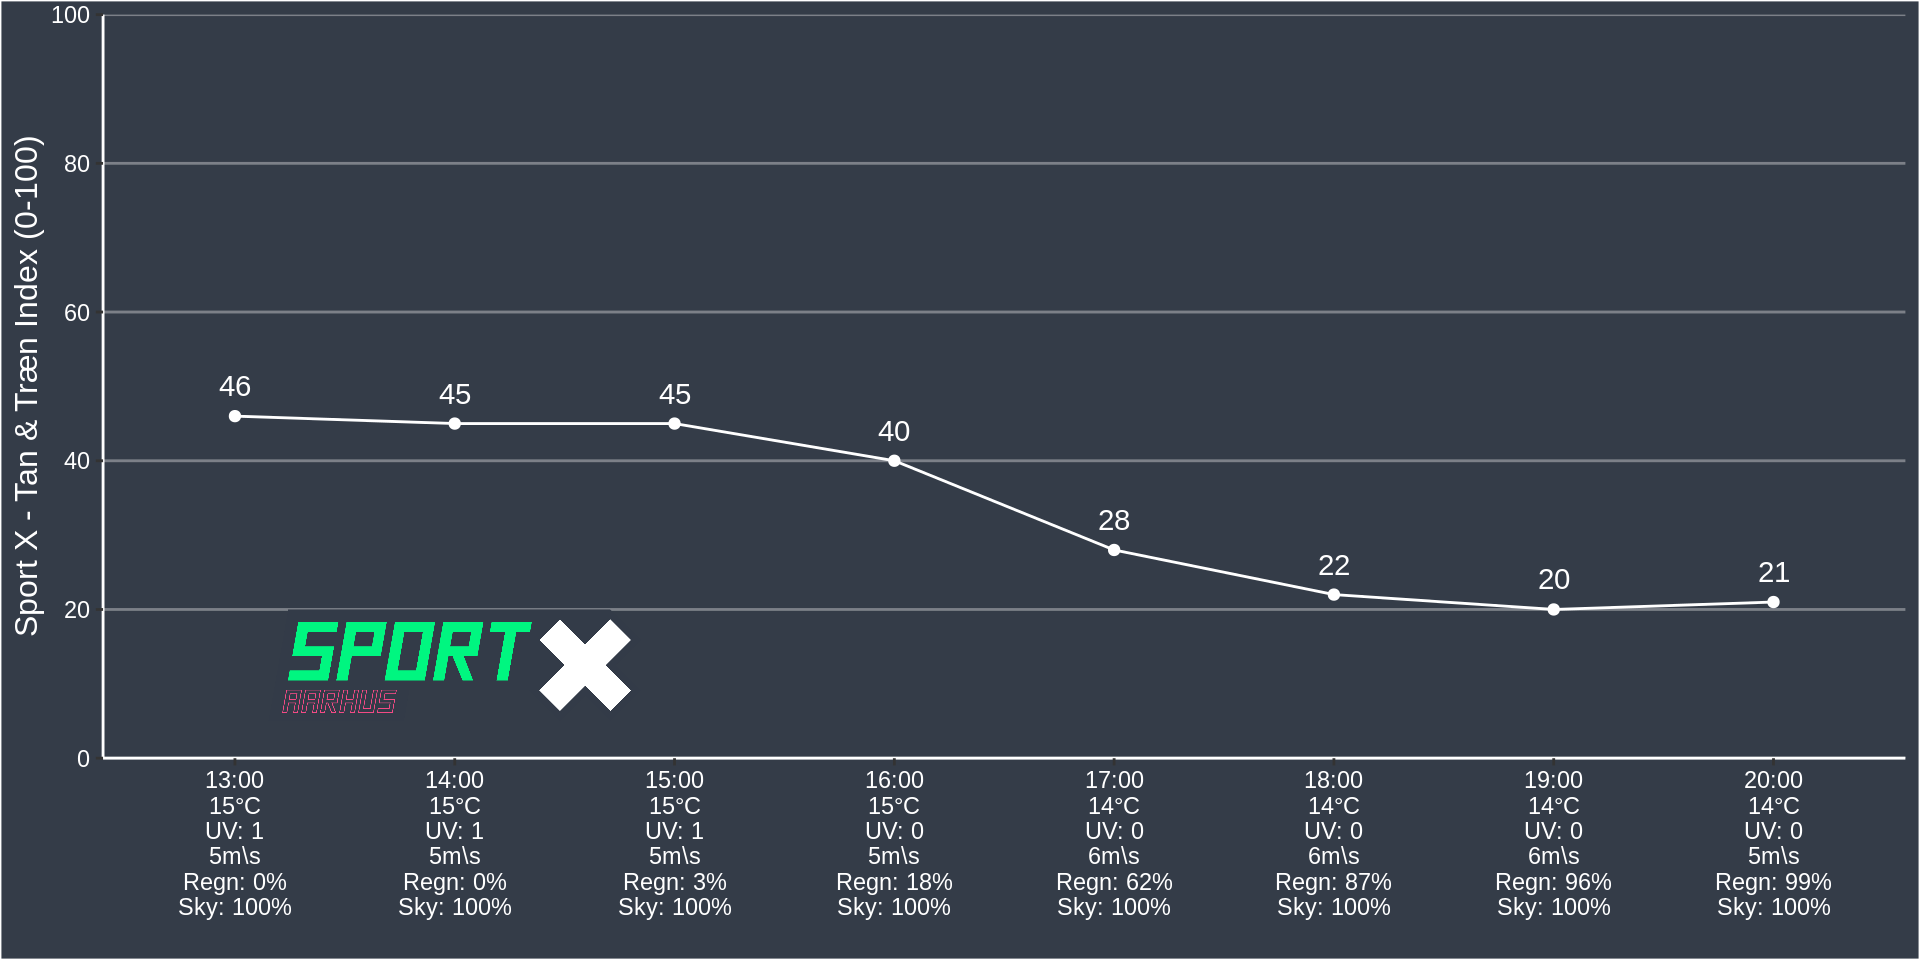 Sport X - Tan & Træn Index (0-100)
100
80
60
40
20
0
46
45
45
40
28
22
20
21
SPORT X
AARHUS
13:00
15°C
UV: 1
5m\s
Regn: 0%
Sky: 100%
14:00
15°C
UV: 1
5m\s
Regn: 0%
Sky: 100%
15:00
15°C
UV: 1
5m\s
Regn: 3%
Sky: 100%
16:00
15°C
UV: 0
5m\s
Regn: 18%
Sky: 100%
17:00
14°C
UV: 0
6m\s
Regn: 62%
Sky: 100%
18:00
14°C
UV: 0
6m\s
Regn: 87%
Sky: 100%
19:00
14°C
UV: 0
6m\s
Regn: 96%
Sky: 100%
20:00
14°C
UV: 0
5m\s
Regn: 99%
Sky: 100%